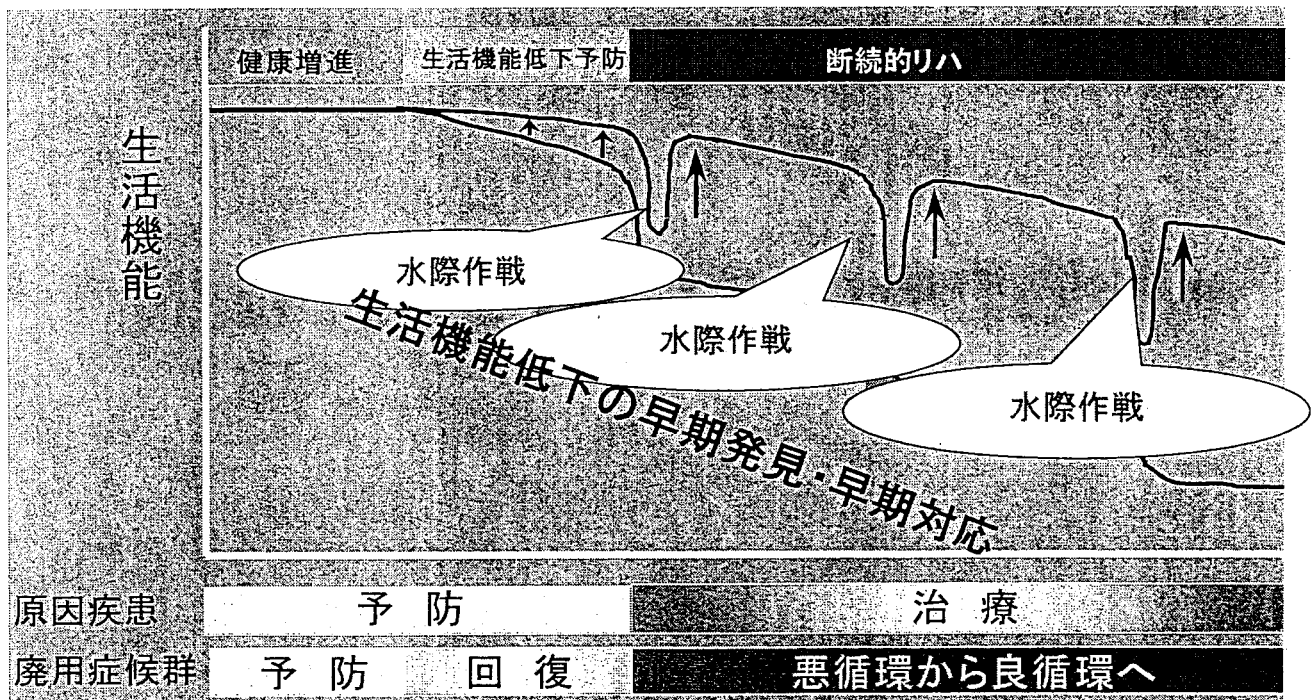 健康増進
生活機能低下予防
断続的リハ
生活機能
水際作戦
水際作戦
水際作戦
生活機能低下の早期発見・早期対応
原因疾患
予防
治療
廃用症候群
予防
回復
悪循環から良循環へ